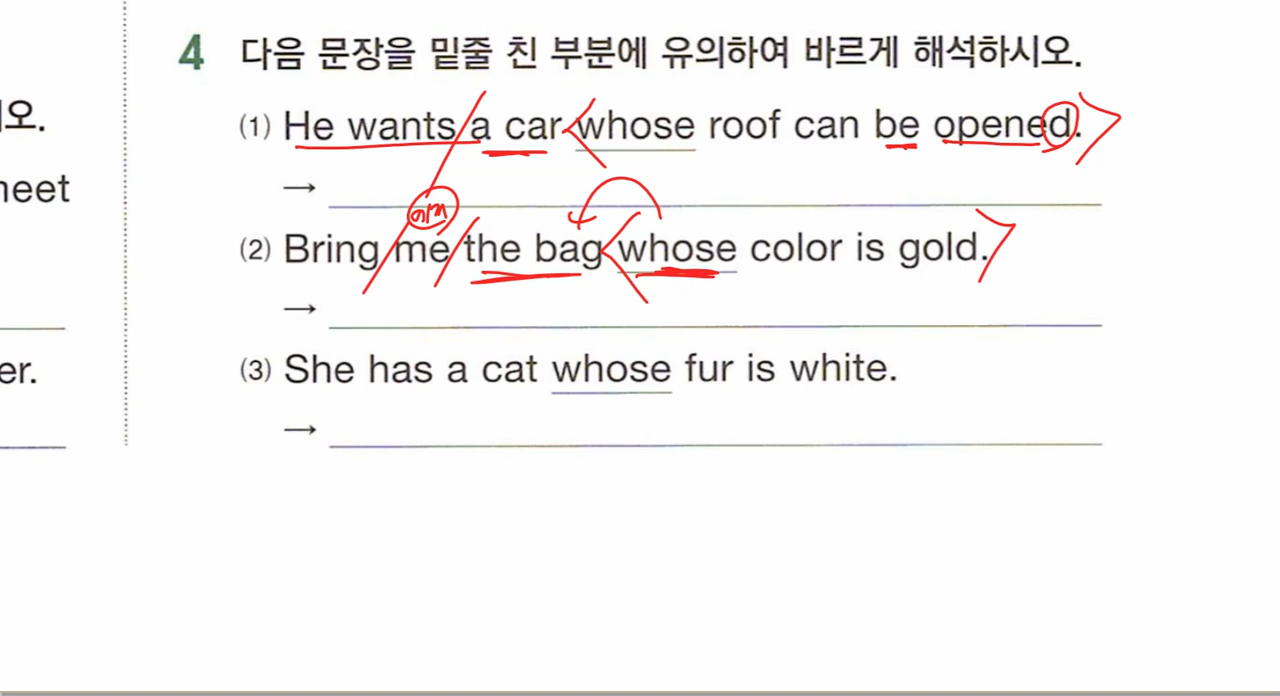 4 다음 문장을 밑줄 친 부분에 유의하여 바르게 해석하시오.
오.
(1) He wants a car whose roof can be opened.
neet
→
(2) Bring me the bag whose color is gold.
→
er.
(3) She has a cat whose fur is white.
→